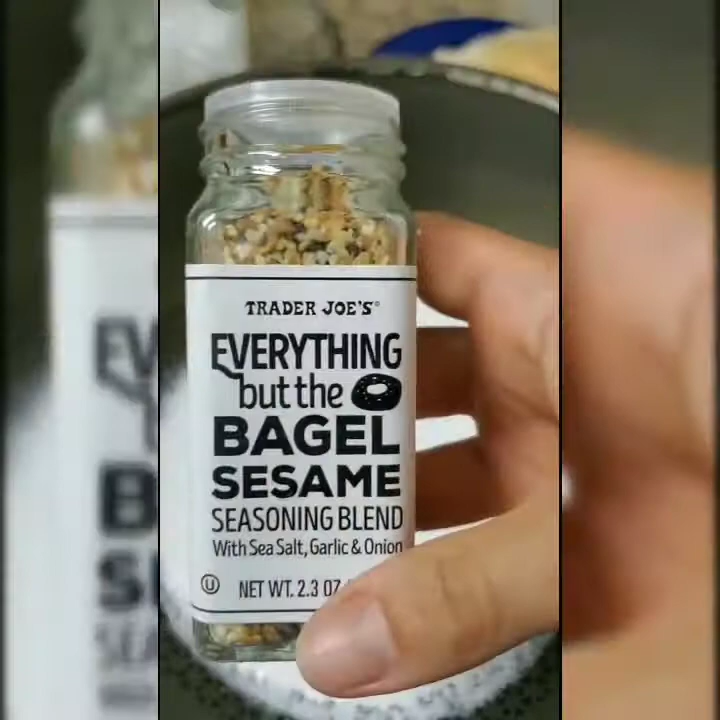 TRADER JOE'S®
EVERYTHING
but the
BAGEL
SESAME
SEASONING BLEND
With Sea Salt, Garlic & Onion
U
NET WT. 2.3 OZ